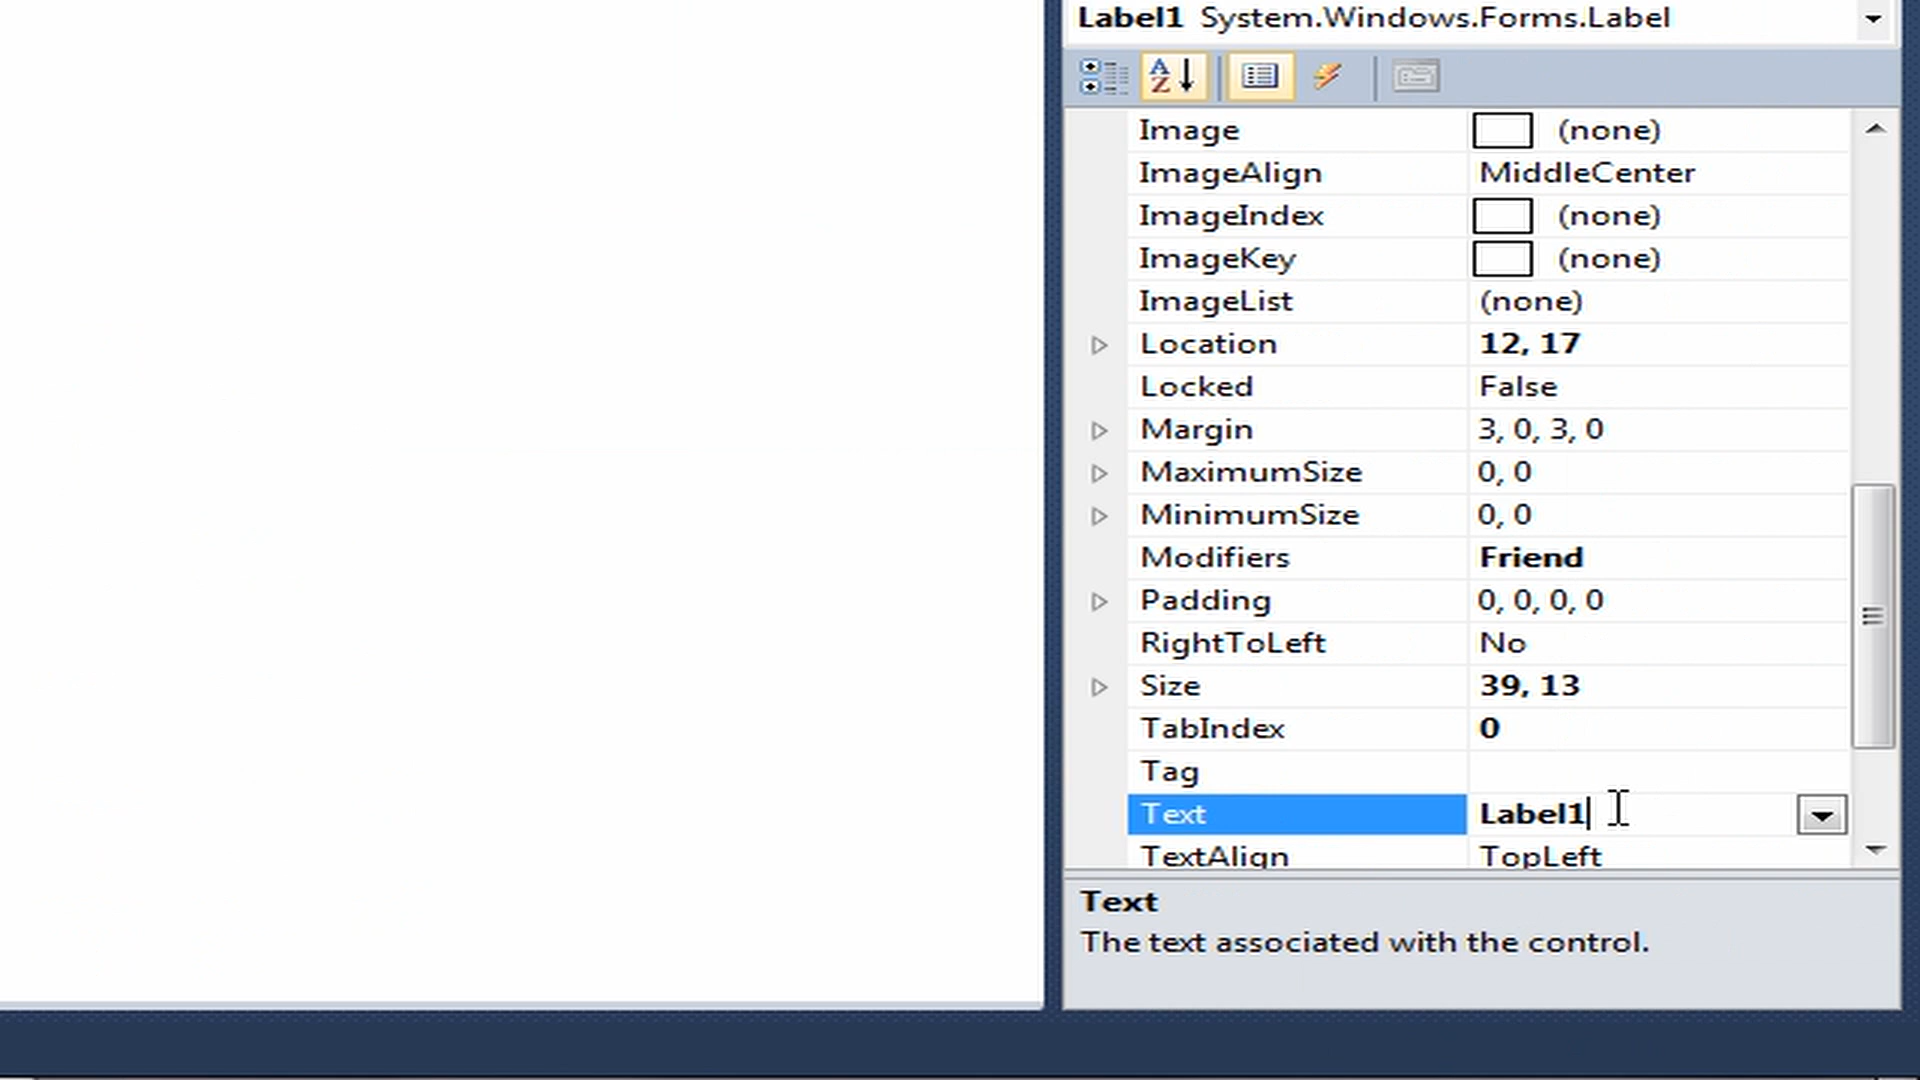 Label1 System.Windows.Forms.Label
A
Z
Image (none)
ImageAlign MiddleCenter
ImageIndex (none)
ImageKey (none)
ImageList (none)
Location 12, 17
Locked False
Margin 3, 0, 3, 0
MaximumSize 0, 0
MinimumSize 0, 0
Modifiers Friend
Padding 0, 0, 0, 0
RightToLeft No
Size 39, 13
TabIndex 0
Tag
Text Label1
TextAlign TopLeft
Text
The text associated with the control.